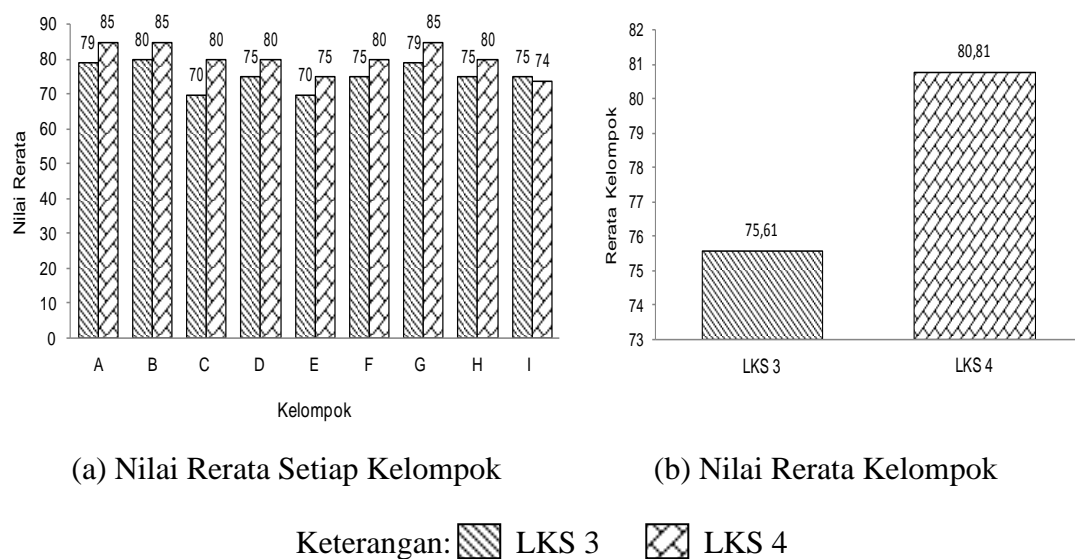 90
80
70
60
50
40
30
20
10
0
Nilai Rerata
79 85 80 85 70 80 75 80 70 75 75 80 79 85 75 80 75 74
A B C D E F G H I
Kelompok
(a) Nilai Rerata Setiap Kelompok
82
81
80
79
78
77
76
75
74
73
Rerata Kelompok
75,61 80,81
LKS 3 LKS 4
(b) Nilai Rerata Kelompok
Keterangan: LKS 3 LKS 4